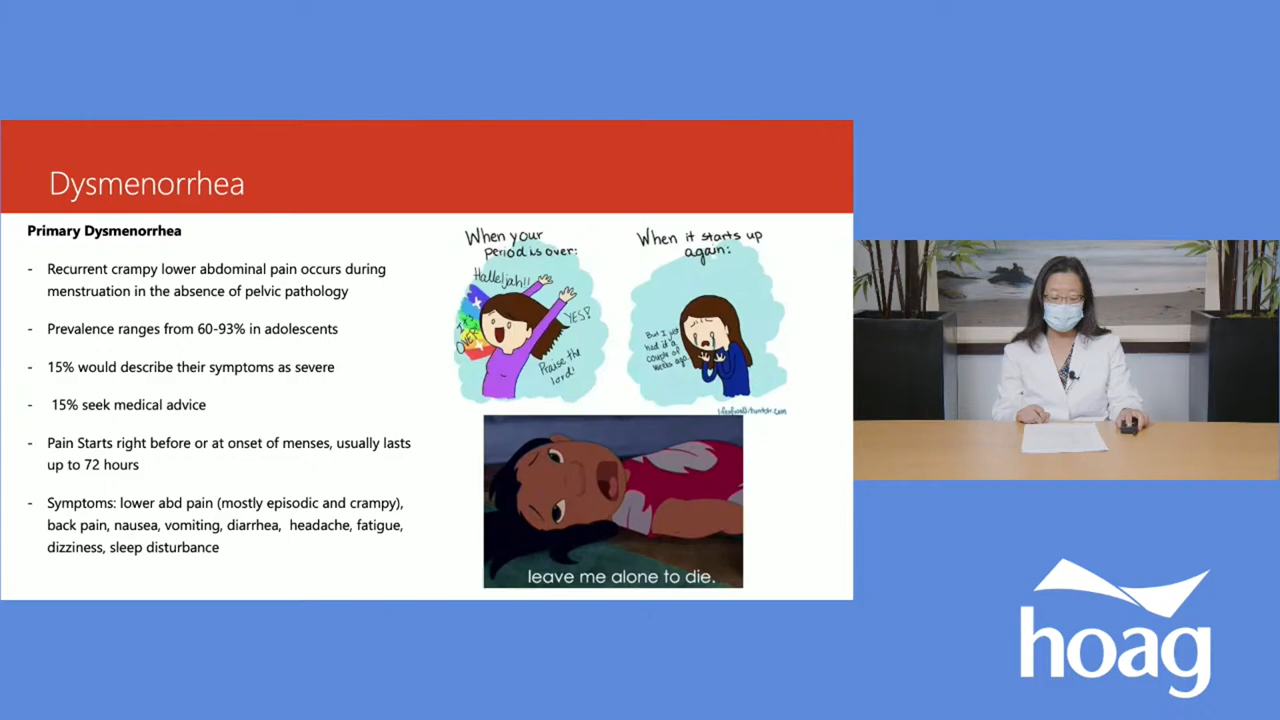 Dysmenorrhea
Primary Dysmenorrhea
- Recurrent crampy lower abdominal pain occurs during
menstruation in the absence of pelvic pathology
- Prevalence ranges from 60-93% in adolescents
- 15% would describe their symptoms as severe
- 15% seek medical advice
- Pain Starts right before or at onset of menses, usually lasts
up to 72 hours
- Symptoms: lower abd pain (mostly episodic and crampy),
back pain, nausea, vomiting, diarrhea, headache, fatigue,
dizziness, sleep disturbance
When your
period is over:
Halleljah!!
IT'S
OVER!
YES!
Praise the
lord!
When it starts up
again:
But I just
had it a
couple of
weeks ago
leave me alone to die.
hoag